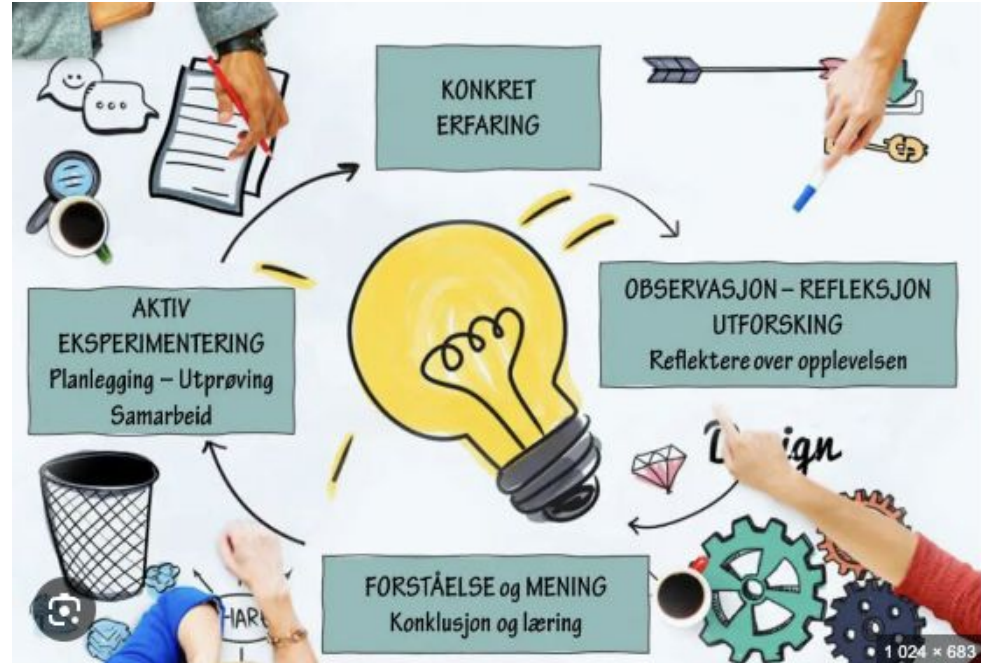 KONKRET
ERFARING
OBSERVASJON – REFLEKSJON
UTFORSKING
Reflektere over opplevelsen
AKTIV
EKSPERIMENTERING
Planlegging – Utprøving
Samarbeid
FORSTÅELSE og MENING
Konklusjon og læring
1 024 × 683